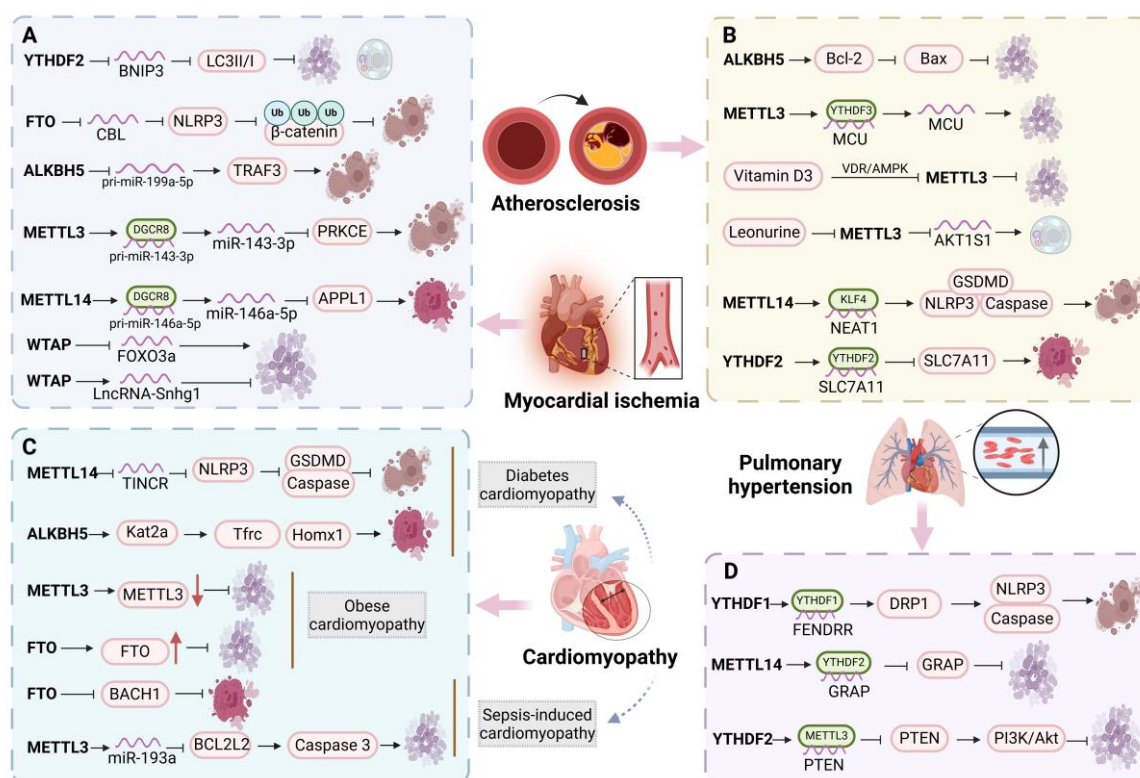 A
YTHDF2
BNIP3
LC3II/I
FTO
CBL
NLRP3
Ub Ub Ub
β-catenin
ALKBH5
pri-miR-199a-5p
TRAF3
METTL3
DGCR8
pri-miR-143-3p
miR-143-3p
PRKCE
METTL14
DGCR8
pri-miR-146a-5p
miR-146a-5p
APPL1
WTAP
FOXO3a
WTAP
LncRNA-Snhg1
Atherosclerosis
Myocardial ischemia
B
ALKBH5
Bcl-2
Bax
METTL3
YTHDF3
MCU
MCU
Vitamin D3
VDR/AMPK
METTL3
Leonurine
METTL3
AKT1S1
METTL14
KLF4
NEAT1
GSDMD
NLRP3
Caspase
YTHDF2
YTHDF2
SLC7A11
SLC7A11
C
METTL14
TINCR
NLRP3
GSDMD
Caspase
ALKBH5
Kat2a
Tfrc
Homx1
METTL3
METTL3
FTO
FTO
FTO
BACH1
METTL3
miR-193a
BCL2L2
Caspase 3
Diabetes
cardiomyopathy
Obese
cardiomyopathy
Cardiomyopathy
Sepsis-induced
cardiomyopathy
Pulmonary
hypertension
D
YTHDF1
YTHDF1
FENDRR
DRP1
NLRP3
Caspase
METTL14
YTHDF2
GRAP
GRAP
YTHDF2
METTL3
PTEN
PTEN
PI3K/Akt